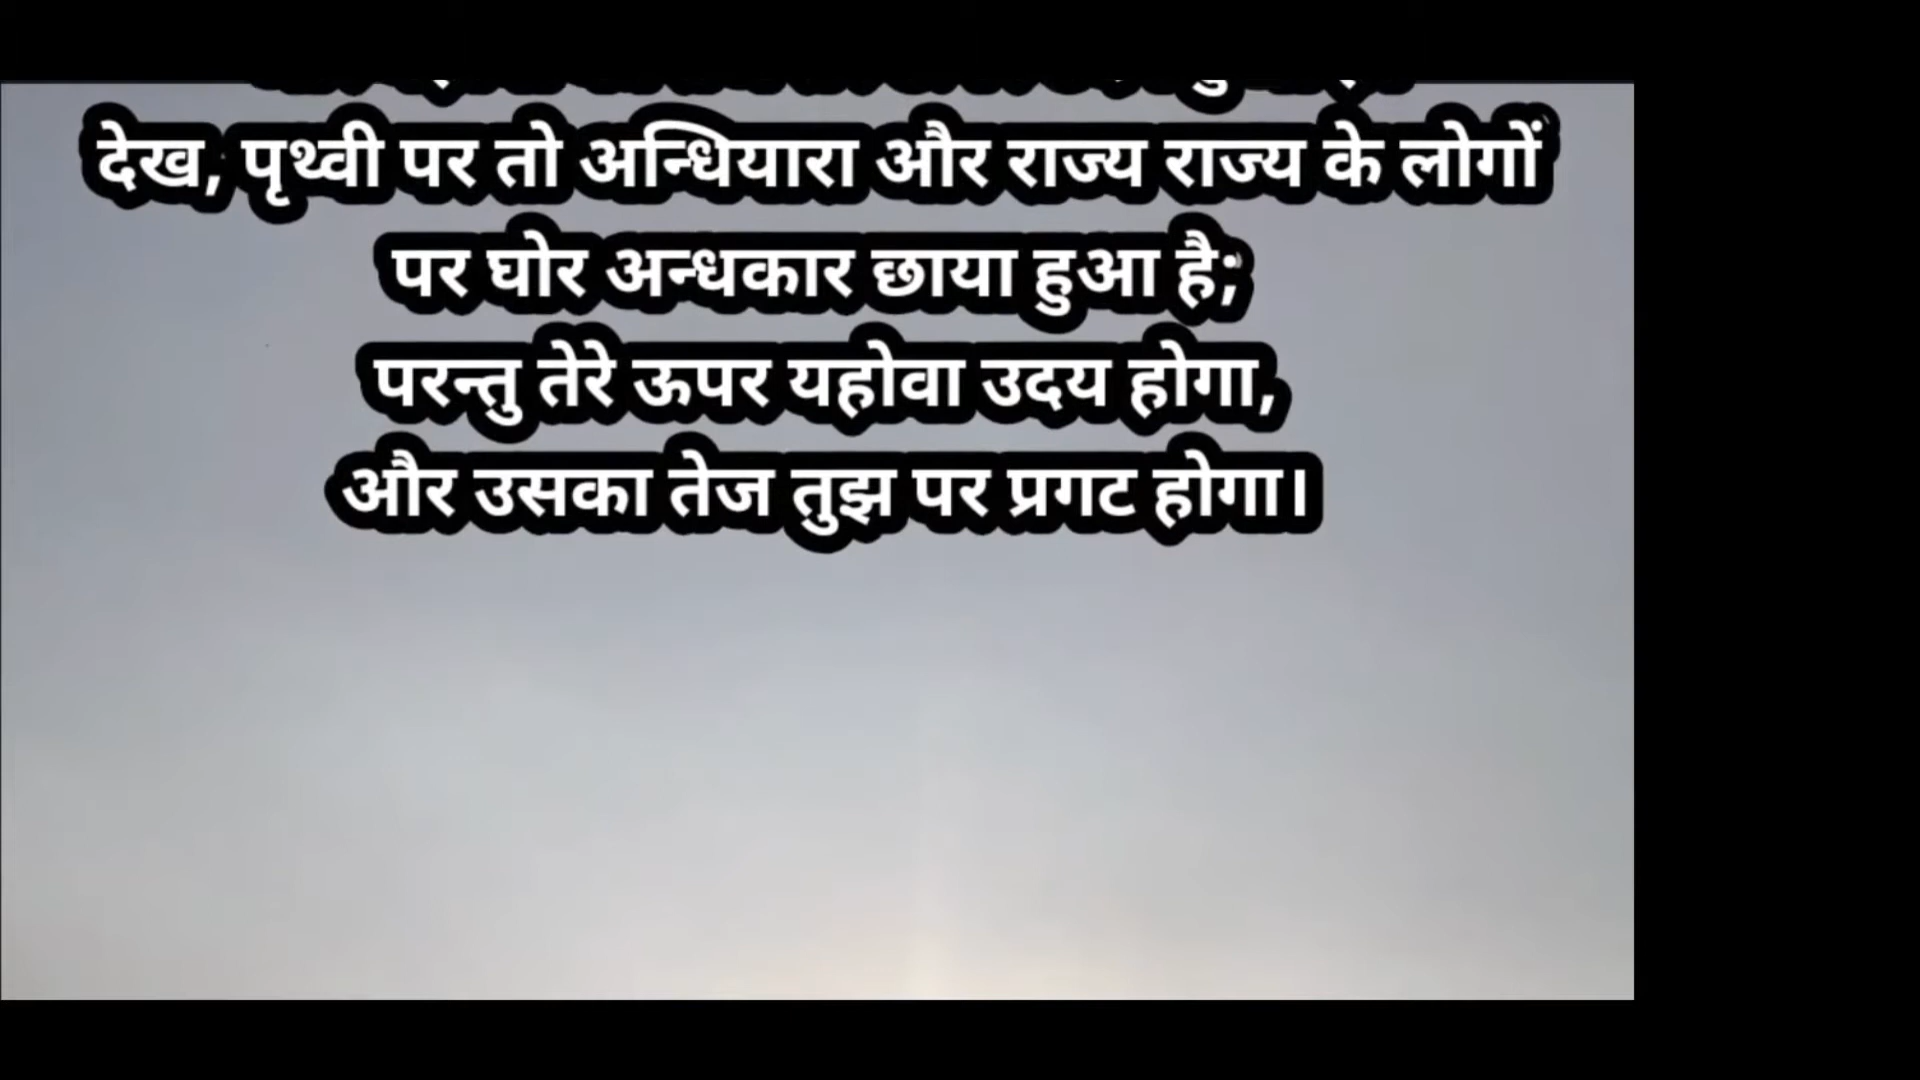 देख, पृथ्वी पर तो अन्धियारा और राज्य राज्य के लोगों
पर घोर अन्धकार छाया हुआ है;
परन्तु तेरे ऊपर यहोवा उदय होगा,
और उसका तेज तुझ पर प्रगट होगा।